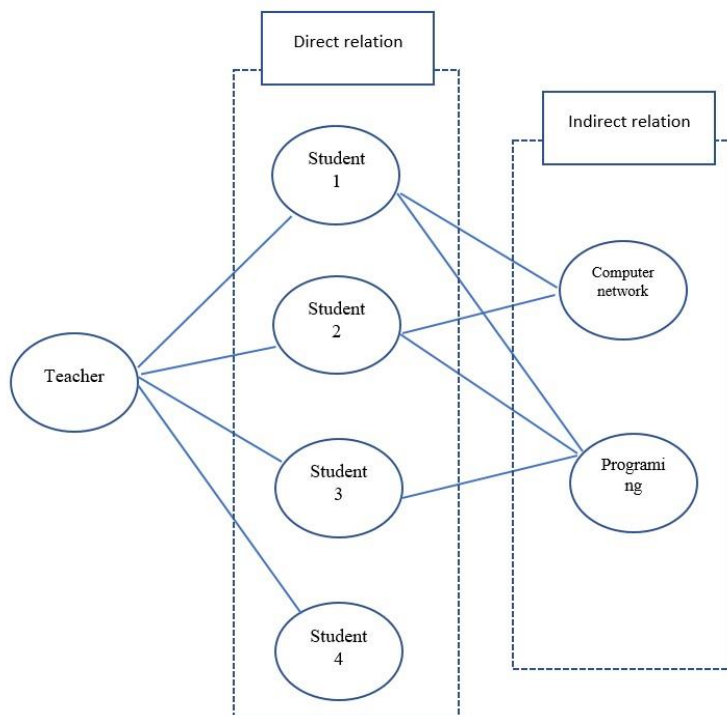 Direct relation
Indirect relation
Student
1
Computer
network
Student
2
Teacher
Student
3
Programi
ng
Student
4